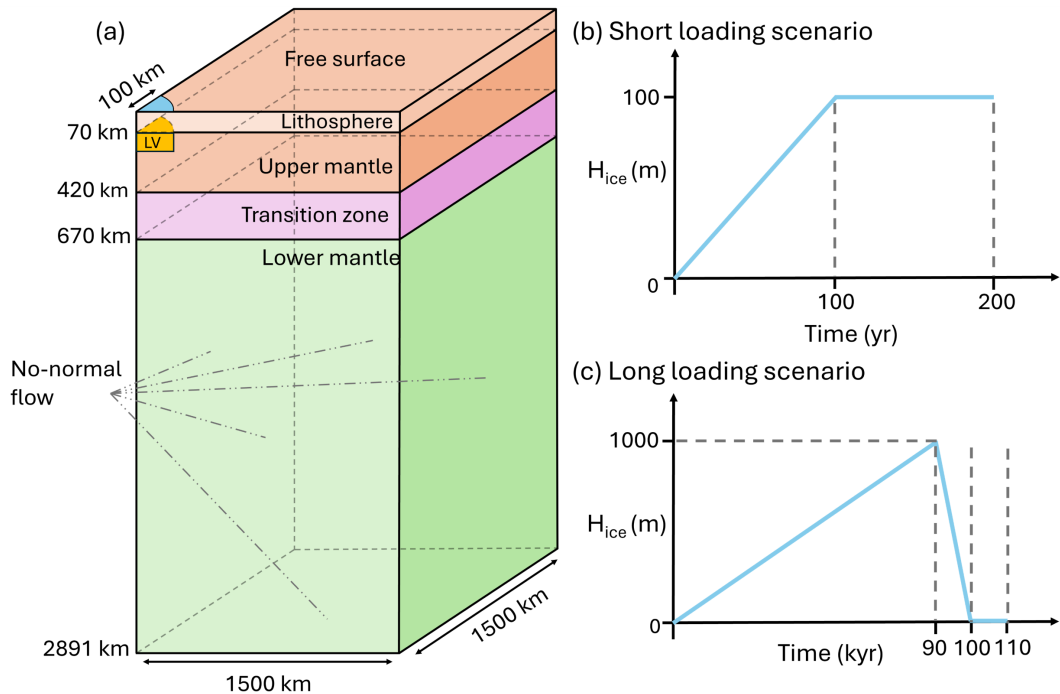 (a)
Free surface
100 km
70 km
Lithosphere
LV
Upper mantle
420 km
Transition zone
670 km
Lower mantle
No-normal
flow
2891 km
1500 km
1500 km
(b) Short loading scenario
100
H_ice (m)
0
100
200
Time (yr)
(c) Long loading scenario
1000
H_ice (m)
0
90 100 110
Time (kyr)